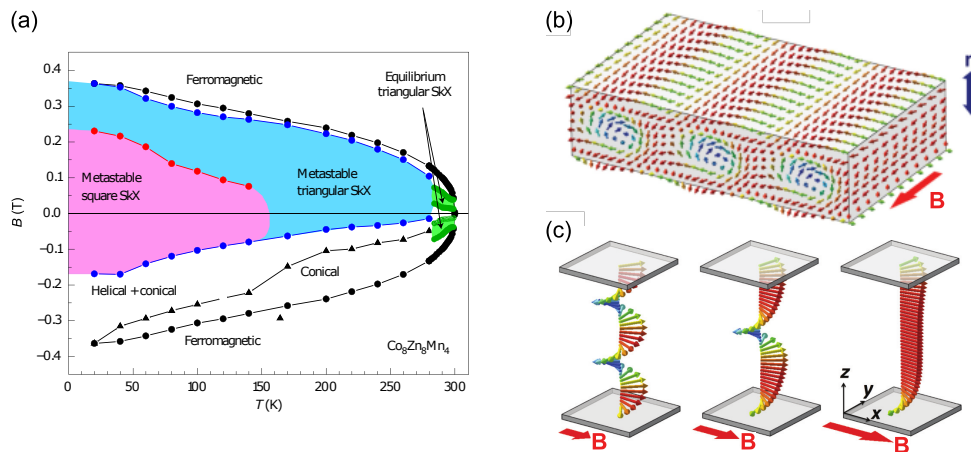 (a)
0.4
0.3
0.2
0.1
0.0
−0.1
−0.2
−0.3
−0.4
B (T)
0
50
100
150
200
250
300
T (K)
Ferromagnetic
Equilibrium
triangular SkX
Metastable
square SkX
Metastable
triangular SkX
Helical + conical
Conical
Ferromagnetic
Co₈Zn₈Mn₄
(b)
B
(c)
B
B
z
y
x
B